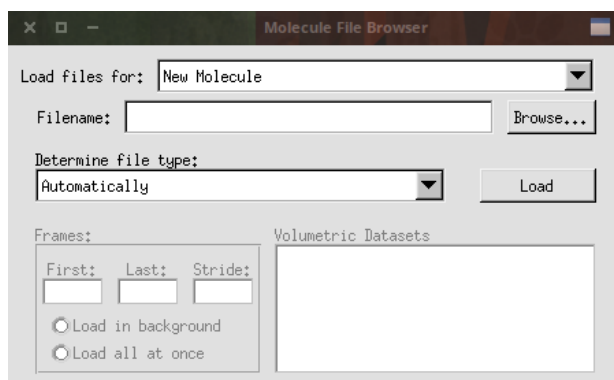 Molecule File Browser
Load files for: New Molecule
Filename: Browse...
Determine file type:
Automatically Load
Frames: Volumetric Datasets
First: Last: Stride:
Load in background
Load all at once